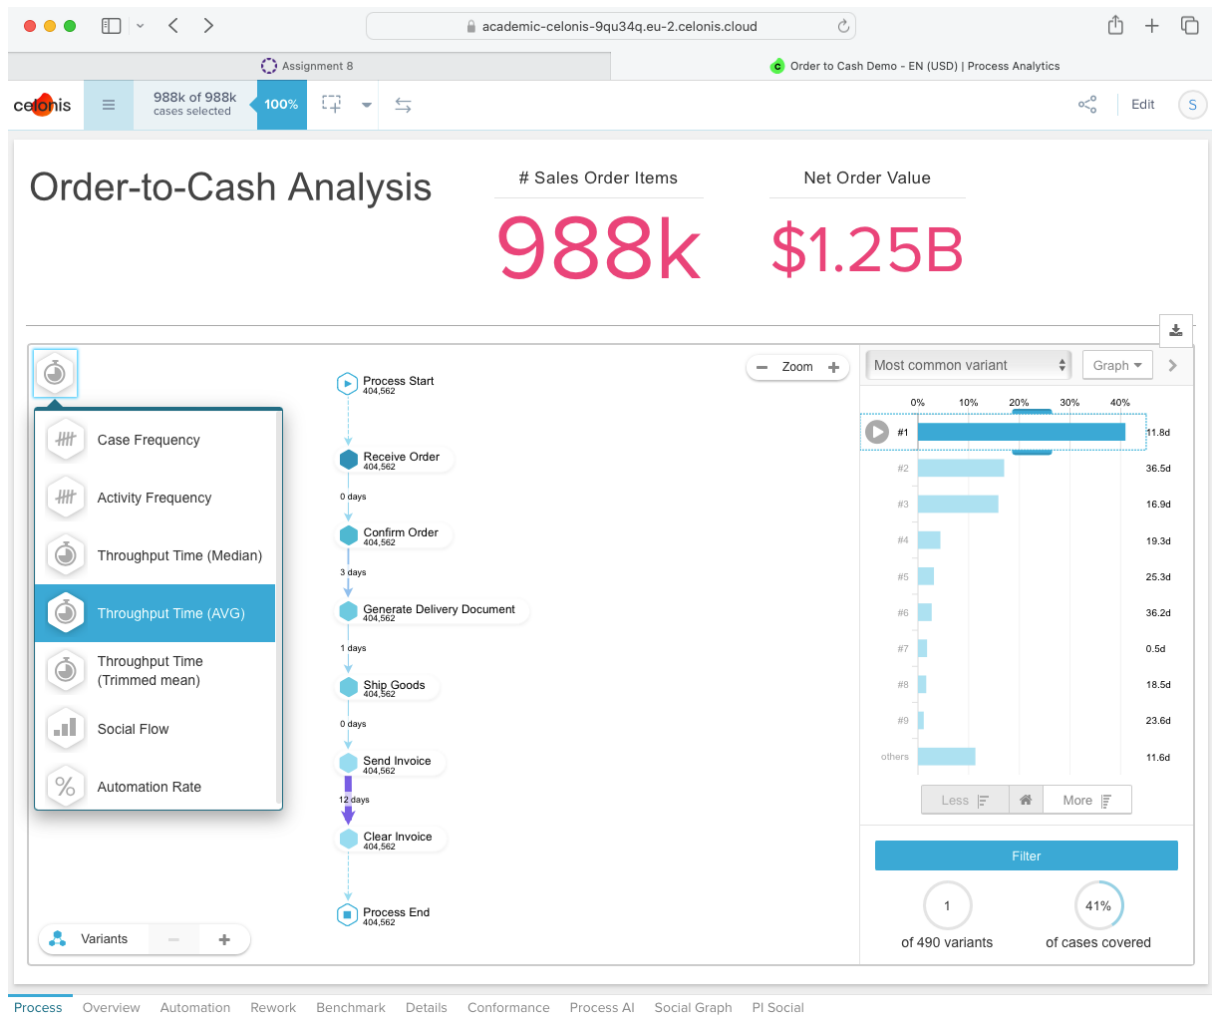 academic-celonis-9qu34q.eu-2.celonis.cloud
Assignment 8
c Order to Cash Demo - EN (USD) | Process Analytics
celonis
988k of 988k
cases selected
100%
Edit
S
Order-to-Cash Analysis
# Sales Order Items
988k
Net Order Value
$1.25B
Case Frequency
Activity Frequency
Throughput Time (Median)
Throughput Time (AVG)
Throughput Time
(Trimmed mean)
Social Flow
% Automation Rate
Process Start
404,562
Receive Order
404,562
0 days
Confirm Order
404,562
3 days
Generate Delivery Document
404,562
1 days
Ship Goods
404,562
0 days
Send Invoice
404,562
12 days
Clear Invoice
404,562
Process End
404,562
Variants
Zoom
Most common variant
Graph
0% 10% 20% 30% 40%
#1 11.8d
#2 36.5d
#3 16.9d
#4 19.3d
#5 25.3d
#6 36.2d
#7 0.5d
#8 18.5d
#9 23.6d
others 11.6d
Less
More
Filter
1
of 490 variants
41%
of cases covered
Process Overview Automation Rework Benchmark Details Conformance Process AI Social Graph PI Social